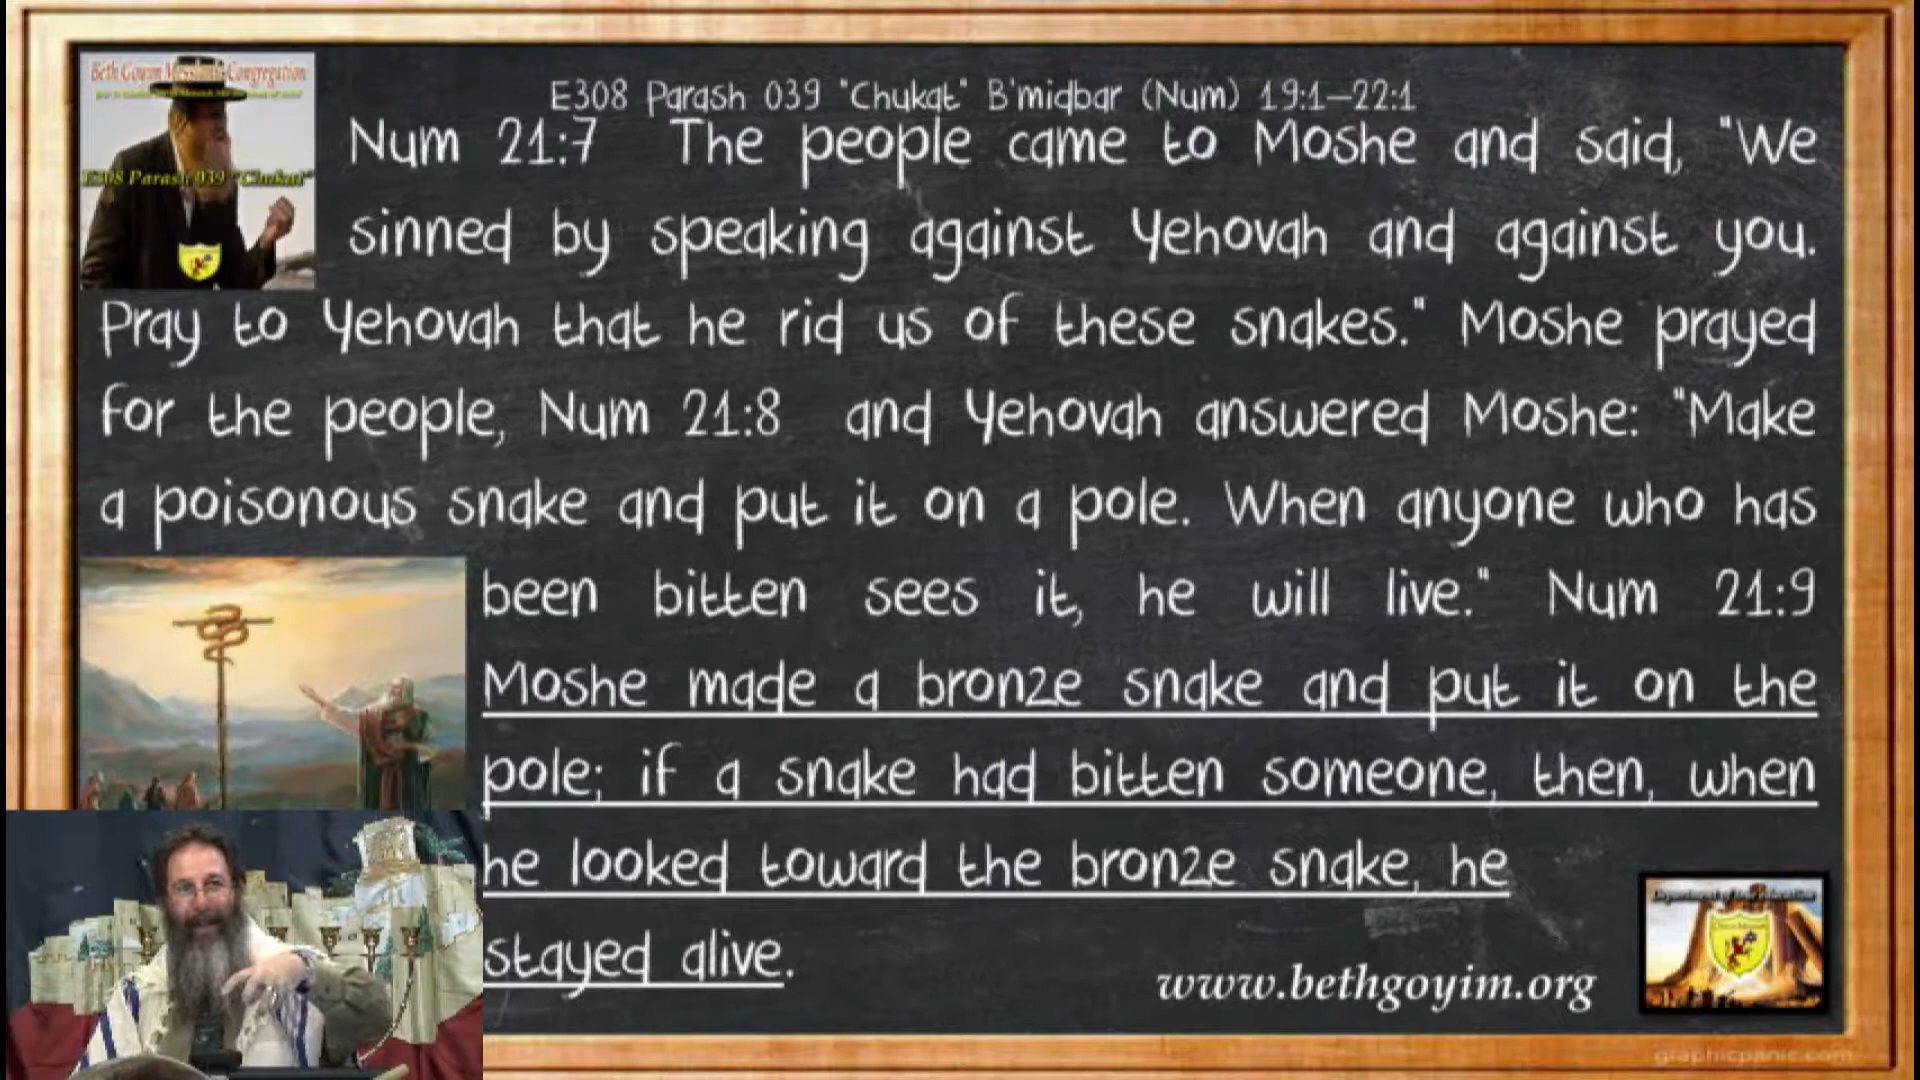 Beth Goyim Messianic Congregation
E308 Parash 039 "Chukat"
E308 Parash 039 "Chukat" B'midbar (Num) 19:1—22:1
Num 21:7 The people came to Moshe and said, "We
sinned by speaking against Yehovah and against you.
Pray to Yehovah that he rid us of these snakes." Moshe prayed
for the people, Num 21:8 and Yehovah answered Moshe: "Make
a poisonous snake and put it on a pole. When anyone who has
been bitten sees it, he will live." Num 21:9
Moshe made a bronze snake and put it on the
pole; if a snake had bitten someone, then, when
he looked toward the bronze snake, he
stayed alive.
www.bethgoyim.org
graphicpanic.com